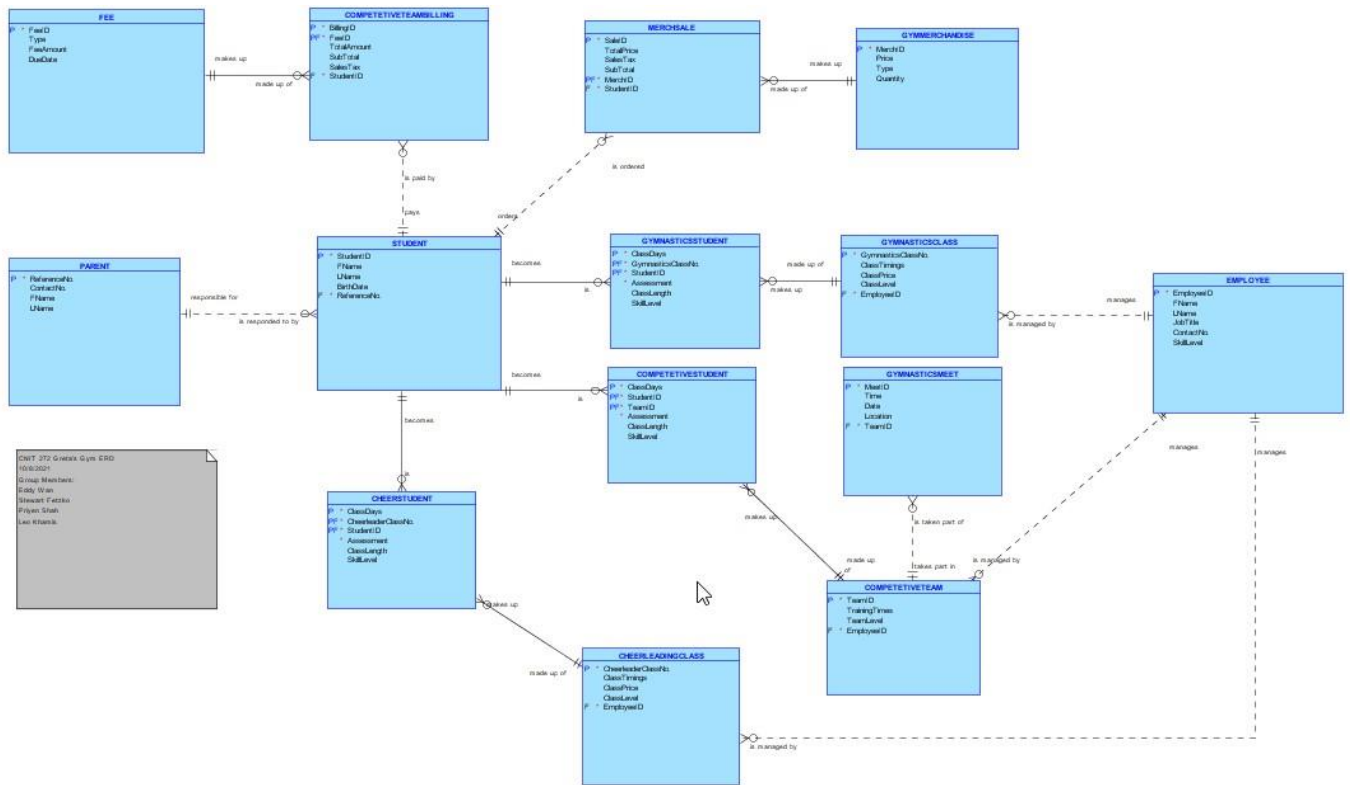 FEE
P * FeeID
Type
FeeAmount
DueDate
makes up
made up of
COMPETETIVETEAMBILLING
P * BillingID
PF* FeeID
TotalAmount
SubTotal
SalesTax
F * StudentID
MERCHSALE
P * SaleID
TotalPrice
SalesTax
SubTotal
PF* MerchID
F * StudentID
makes up
made up of
GYMMERCHANDISE
P * MerchID
Price
Type
Quantity
is paid by
pays
is ordered
orders
PARENT
P * ReferenceNo.
ContactNo.
FName
LName
responsible for
is responded to by
STUDENT
P * StudentID
FName
LName
BirthDate
F * ReferenceNo.
becomes
is
GYMNASTICSSTUDENT
P * ClassDays
PF* GymnasticsClassNo.
PF* StudentID
* Assessment
ClassLength
SkillLevel
made up of
makes up
GYMNASTICSCLASS
P * GymnasticsClassNo.
ClassTimings
ClassPrice
ClassLevel
F * EmployeeID
manages
is managed by
EMPLOYEE
P * EmployeeID
FName
LName
JobTitle
ContactNo.
SkillLevel
becomes
is
COMPETETIVESTUDENT
P * ClassDays
PF* StudentID
PF* TeamID
* Assessment
ClassLength
SkillLevel
GYMNASTICSMEET
P * MeetID
Time
Date
Location
F * TeamID
becomes
is
manages
manages
CNIT 272 Greta's Gym ERD
10/8/2021
Group Members:
Eddy Wan
Stewart Fettko
Priyen Shah
Leo Khamis
CHEERSTUDENT
P * ClassDays
PF* CheerleaderClassNo.
PF* StudentID
* Assessment
ClassLength
SkillLevel
makes up
made up of
is taken part of
takes part in
is managed by
COMPETETIVETEAM
P * TeamID
TrainingTimes
TeamLevel
F * EmployeeID
makes up
made up of
CHEERLEADINGCLASS
P * CheerleaderClassNo.
ClassTimings
ClassPrice
ClassLevel
F * EmployeeID
is managed by